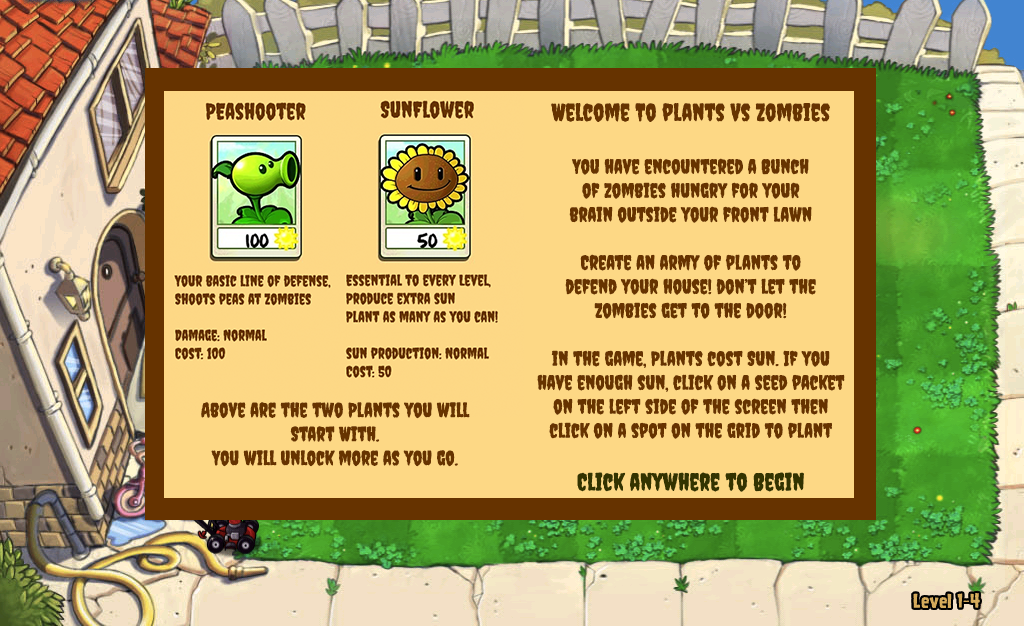 PEASHOOTER
100
YOUR BASIC LINE OF DEFENSE,
SHOOTS PEAS AT ZOMBIES
DAMAGE: NORMAL
COST: 100
SUNFLOWER
50
ESSENTIAL TO EVERY LEVEL,
PRODUCE EXTRA SUN
PLANT AS MANY AS YOU CAN!
SUN PRODUCTION: NORMAL
COST: 50
ABOVE ARE THE TWO PLANTS YOU WILL
START WITH.
YOU WILL UNLOCK MORE AS YOU GO.
WELCOME TO PLANTS VS ZOMBIES
YOU HAVE ENCOUNTERED A BUNCH
OF ZOMBIES HUNGRY FOR YOUR
BRAIN OUTSIDE YOUR FRONT LAWN
CREATE AN ARMY OF PLANTS TO
DEFEND YOUR HOUSE! DON'T LET THE
ZOMBIES GET TO THE DOOR!
IN THE GAME, PLANTS COST SUN. IF YOU
HAVE ENOUGH SUN, CLICK ON A SEED PACKET
ON THE LEFT SIDE OF THE SCREEN THEN
CLICK ON A SPOT ON THE GRID TO PLANT
CLICK ANYWHERE TO BEGIN
Level 1-4